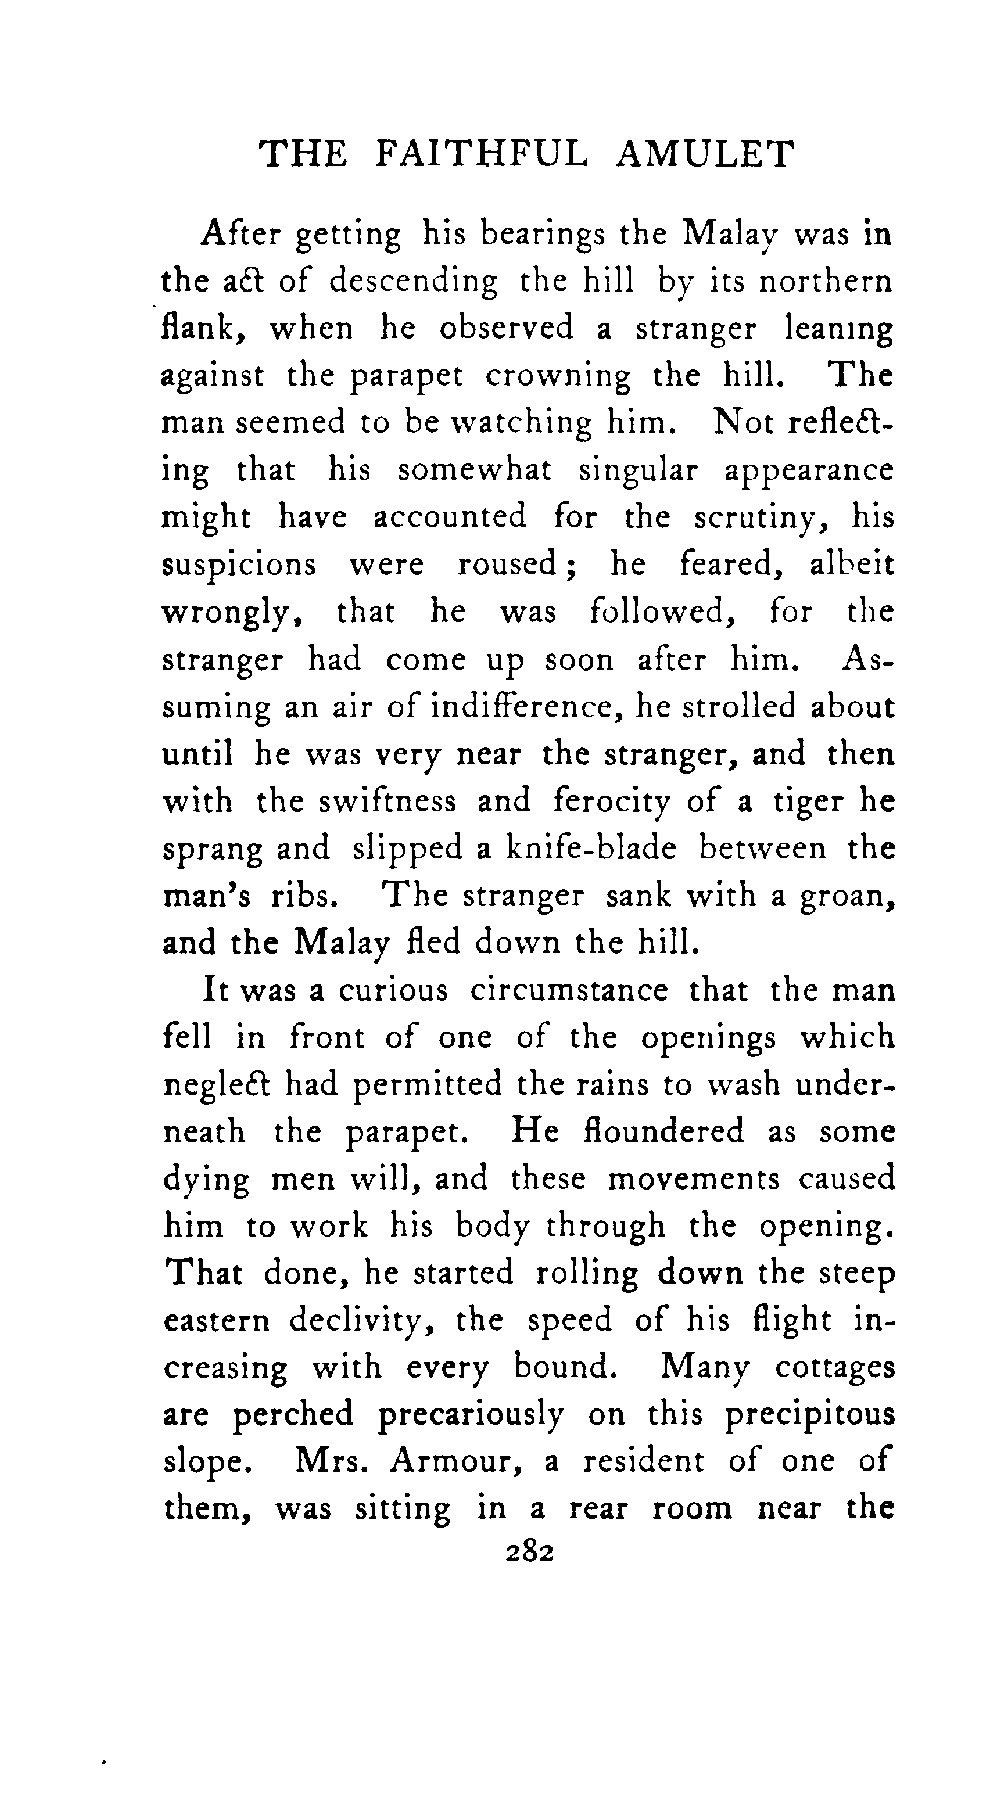 THE FAITHFUL AMULET
After getting his bearings the Malay was in
the act of descending the hill by its northern
flank, when he observed a stranger leaning
against the parapet crowning the hill. The
man seemed to be watching him. Not reflect-
ing that his somewhat singular appearance
might have accounted for the scrutiny, his
suspicions were roused; he feared, albeit
wrongly, that he was followed, for the
stranger had come up soon after him. As-
suming an air of indifference, he strolled about
until he was very near the stranger, and then
with the swiftness and ferocity of a tiger he
sprang and slipped a knife-blade between the
man's ribs. The stranger sank with a groan,
and the Malay fled down the hill.
It was a curious circumstance that the man
fell in front of one of the openings which
neglect had permitted the rains to wash under-
neath the parapet. He floundered as some
dying men will, and these movements caused
him to work his body through the opening.
That done, he started rolling down the steep
eastern declivity, the speed of his flight in-
creasing with every bound. Many cottages
are perched precariously on this precipitous
slope. Mrs. Armour, a resident of one of
them, was sitting in a rear room near the
282